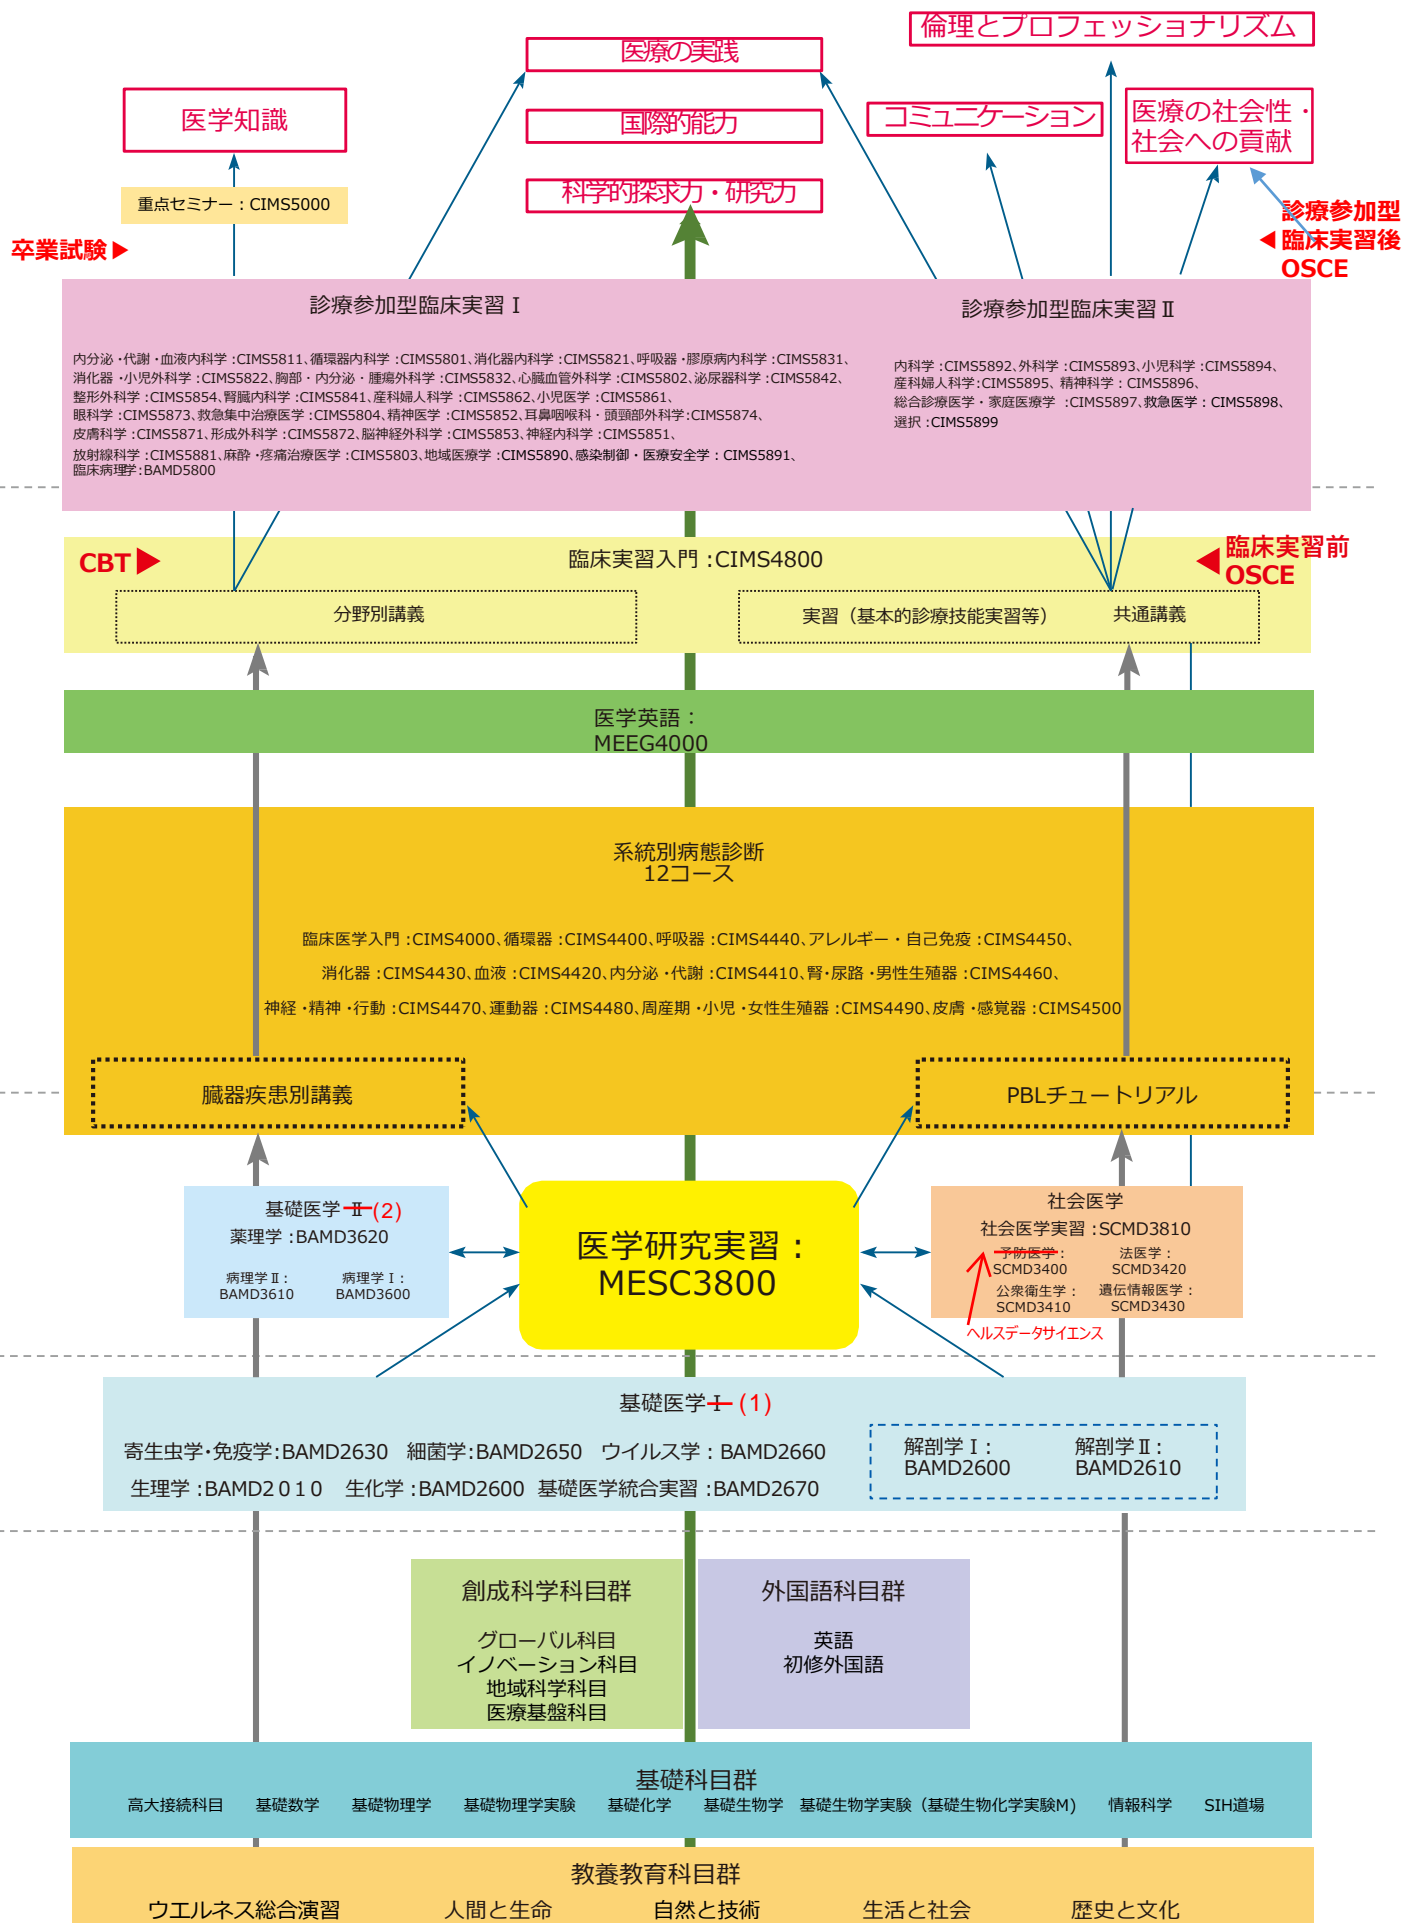 倫理とプロフェッショナリズム
医療の実践
医学知識
国際的能力
コミュニケーション
医療の社会性・
社会への貢献
科学的探求力・研究力
重点セミナー：CIMS5000
卒業試験▶
診療参加型
◀臨床実習後
OSCE
診療参加型臨床実習Ⅰ
内分泌・代謝・血液内科学：CIMS5811、循環器内科学：CIMS5801、消化器内科学：CIMS5821、呼吸器・膠原病内科学：CIMS5831、
消化器・小児外科学：CIMS5822、胸部・内分泌・腫瘍外科学：CIMS5832、心臓血管外科学：CIMS5802、泌尿器科学：CIMS5842、
整形外科学：CIMS5854、腎臓内科学：CIMS5841、産科婦人科学：CIMS5862、小児医学：CIMS5861、
眼科学：CIMS5873、救急集中治療医学：CIMS5804、精神医学：CIMS5852、耳鼻咽喉科・頭頸部外科学：CIMS5874、
皮膚科学：CIMS5871、形成外科学：CIMS5872、脳神経外科学：CIMS5853、神経内科学：CIMS5851、
放射線科学：CIMS5881、麻酔・疼痛治療医学：CIMS5803、地域医療学：CIMS5890、感染制御・医療安全学：CIMS5891、
臨床病理学：BAMD5800
診療参加型臨床実習Ⅱ
内科学：CIMS5892、外科学：CIMS5893、小児科学：CIMS5894、
産科婦人科学：CIMS5895、精神科学：CIMS5896、
総合診療医学・家庭医療学：CIMS5897、救急医学：CIMS5898、
選択：CIMS5899
CBT▶
臨床実習入門：CIMS4800
◀臨床実習前
OSCE
分野別講義
実習（基本的診療技能実習等） 共通講義
医学英語：
MEEG4000
系統別病態診断
12コース
臨床医学入門：CIMS4000、循環器：CIMS4400、呼吸器：CIMS4440、アレルギー・自己免疫：CIMS4450、
消化器：CIMS4430、血液：CIMS4420、内分泌・代謝：CIMS4410、腎・尿路・男性生殖器：CIMS4460、
神経・精神・行動：CIMS4470、運動器：CIMS4480、周産期・小児・女性生殖器：CIMS4490、皮膚・感覚器：CIMS4500
臓器疾患別講義
PBLチュートリアル
基礎医学Ⅱ(2)
薬理学：BAMD3620
病理学Ⅱ： 病理学Ⅰ：
BAMD3610 BAMD3600
医学研究実習：
MESC3800
社会医学
社会医学実習：SCMD3810
予防医学： 法医学：
SCMD3400 SCMD3420
公衆衛生学： 遺伝情報医学：
SCMD3410 SCMD3430
ヘルスデータサイエンス
基礎医学Ⅰ (1)
寄生虫学・免疫学：BAMD2630 細菌学：BAMD2650 ウイルス学：BAMD2660
生理学：BAMD2０１０ 生化学：BAMD2600 基礎医学統合実習：BAMD2670
解剖学Ⅰ： 解剖学Ⅱ：
BAMD2600 BAMD2610
創成科学科目群
グローバル科目
イノベーション科目
地域科学科目
医療基盤科目
外国語科目群
英語
初修外国語
基礎科目群
高大接続科目 基礎数学 基礎物理学 基礎物理学実験 基礎化学 基礎生物学 基礎生物学実験（基礎生物化学実験M） 情報科学 SIH道場
教養教育科目群
ウエルネス総合演習 人間と生命 自然と技術 生活と社会 歴史と文化